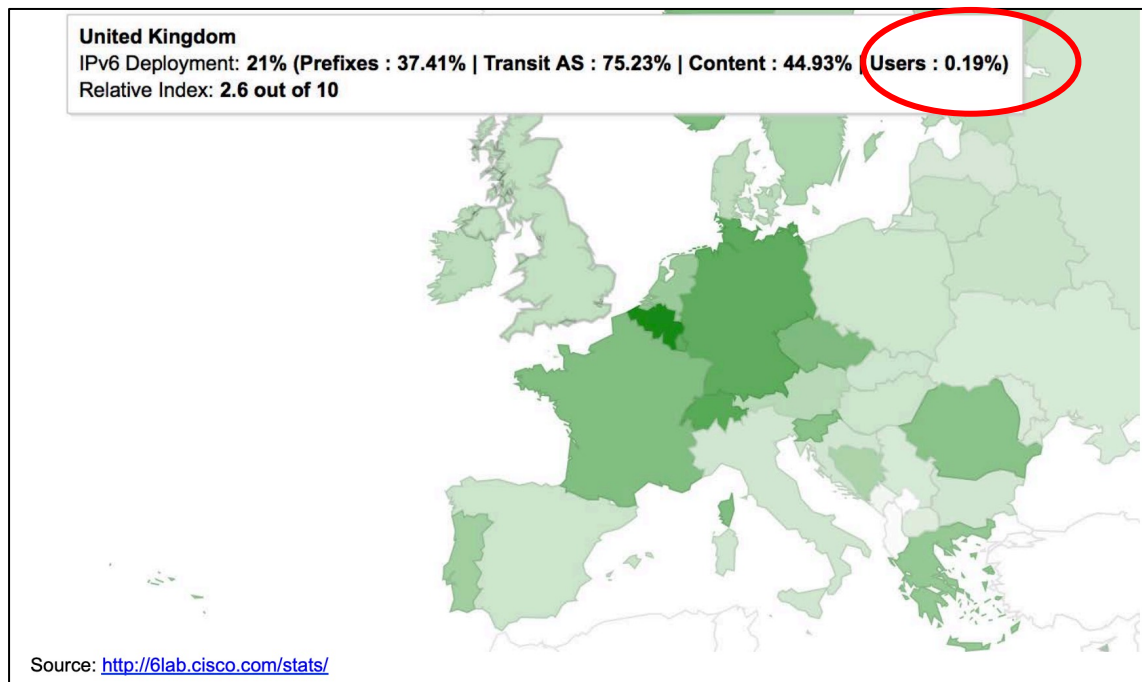 United Kingdom
IPv6 Deployment: 21% (Prefixes : 37.41% | Transit AS : 75.23% | Content : 44.93% | Users : 0.19%)
Relative Index: 2.6 out of 10
Source: http://6lab.cisco.com/stats/